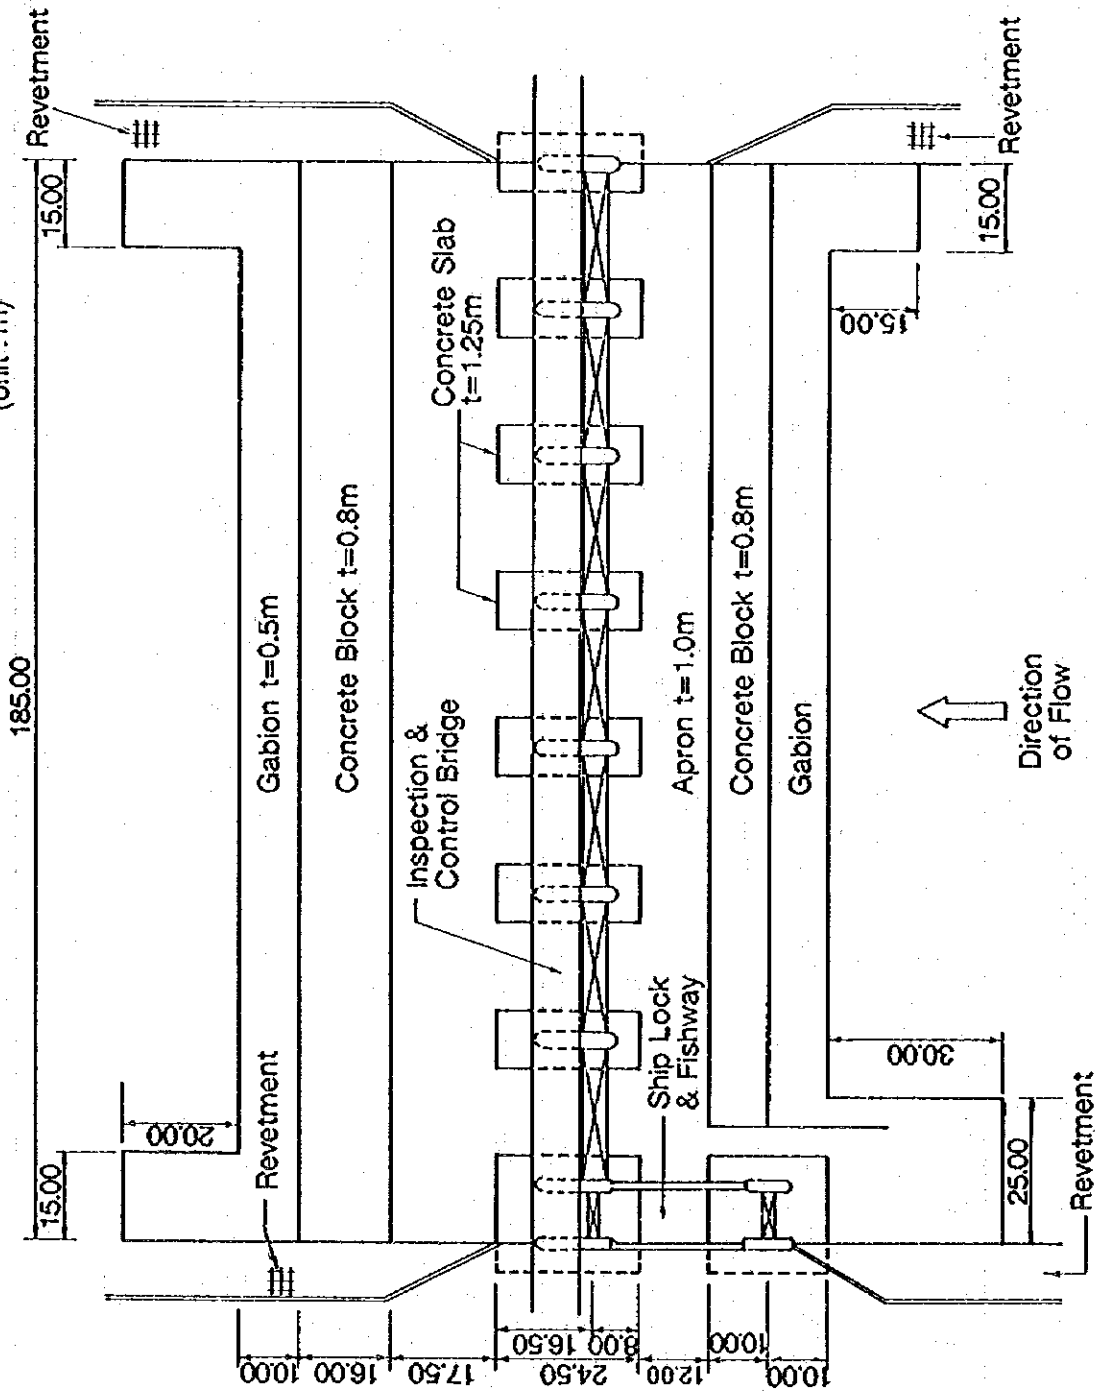 (Unit : m)
185.00
15.00
20.00
15.00
Revetment
Revetment
Gabion t=0.5m
Concrete Block t=0.8m
Inspection &
Control Bridge
Concrete Slab
t=1.25m
Ship Lock
& Fishway
Apron t=1.0m
Concrete Block t=0.8m
Gabion
30.00
25.00
Revetment
Direction
of Flow
15.00
15.00
Revetment
10.00
16.00
17.50
24.50
16.50
8.00
12.00
10.00
10.00